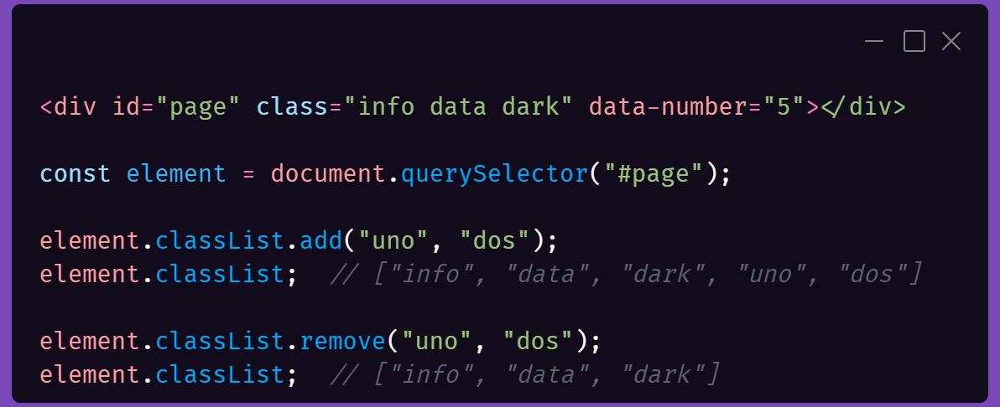 <div id="page" class="info data dark" data-number="5"></div>
const element = document.querySelector("#page");
element.classList.add("uno", "dos");
element.classList;  // ["info", "data", "dark", "uno", "dos"]
element.classList.remove("uno", "dos");
element.classList;  // ["info", "data", "dark"]